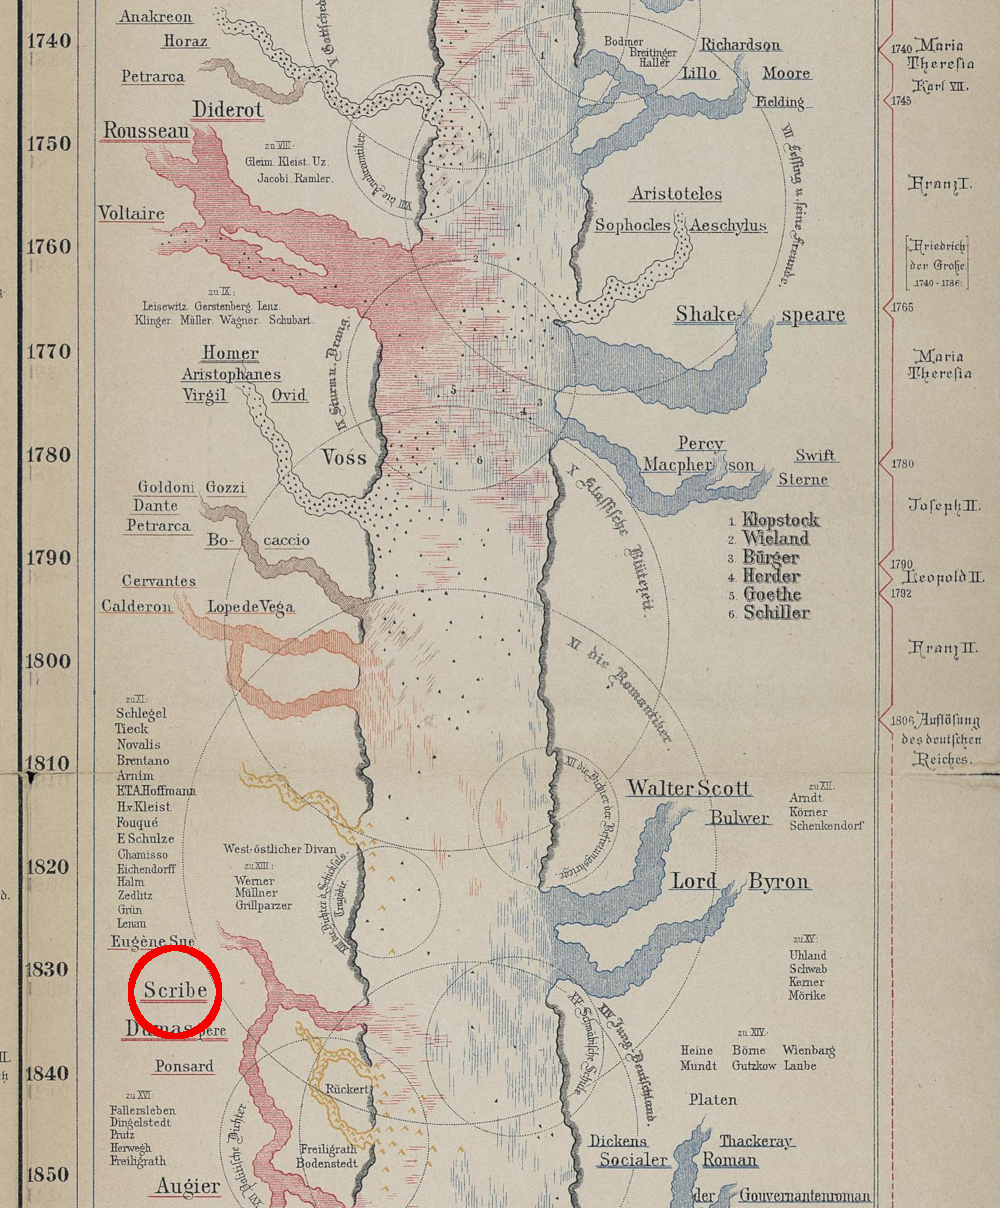 1740
1750
1760
1770
1780
1790
1800
1810
1820
1830
1840
1850
Anakreon
Horaz
Petrarca
Diderot
Rousseau
Voltaire
zu VIII:
Gleim. Kleist. Uz.
Jacobi. Ramler.
VIII die Anakreontiker
zu IX:
Leisewitz. Gerstenberg. Lenz.
Klinger. Müller. Wagner. Schubart.
IX Sturm u. Drang.
Homer
Aristophanes
Virgil Ovid
Voss
Goldoni Gozzi
Dante
Petrarca
Bo- caccio
Cervantes
Calderon Lope de Vega
zu XI:
Schlegel
Tieck
Novalis
Brentano
Arnim
E.T.A. Hoffmann
H.v. Kleist
Fouqué
E Schulze
Chamisso
Eichendorff
Halm
Zedlitz
Grün
Lenau
West-östlicher Divan
zu XIII:
Werner
Müllner
Grillparzer
XIII die Dichter d. Schicksals-
Tragödie.
Eugène Sue
Scribe
Dumas père
Ponsard
zu XVI:
Fallersleben
Dingelstedt
Prutz
Herwegh
Freiligrath
XVI Politische Dichter
Rückert
Freiligrath
Bodenstedt
Augier
Bodmer
Breitinger
Haller
Richardson
Lillo Moore
Fielding
VII Lessing u. seine Freunde.
Aristoteles
Sophocles Aeschylus
Shake- speare
Percy
Macpher son
Swift
Sterne
1 2 3 4 5 6
1. Klopstock
2. Wieland
3. Bürger
4. Herder
5. Goethe
6. Schiller
X Klassische Blütezeit.
XI die Romantiker.
XII die Dichter der Befreiungskriege.
Walter Scott
Bulwer
zu XII:
Arndt
Körner
Schenkendorf
Lord Byron
zu XV:
Uhland
Schwab
Kerner
Mörike
XV Schwäbische Schule
XIV Jung-Deutschland.
zu XIV:
Heine Börne Wienbarg
Mundt Gutzkow Laube
Platen
Dickens Thackeray
Socialer Roman
der Gouvernantenroman
1740 Maria
Theresia
Karl VII.
1745
Franz I.
[Friedrich
der Große
1740-1786]
1765
Maria
Theresia
1780
Joseph II.
1790
Leopold II.
1792
Franz II.
1806 Auflösung
des deutschen
Reiches.